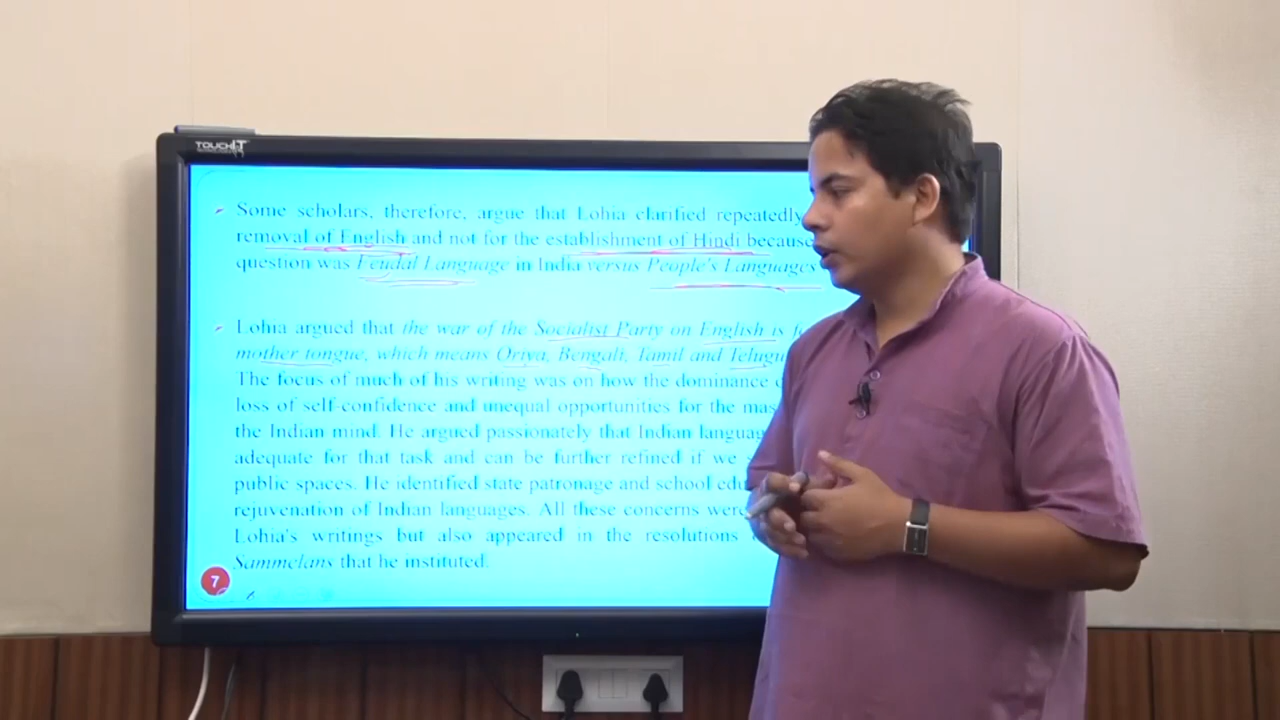 TOUCHIT
Some scholars, therefore, argue that Lohia clarified repeatedly
removal of English and not for the establishment of Hindi because
question was Feudal Language in India versus People's Languages
Lohia argued that the war of the Socialist Party on English is
mother tongue, which means Oriya, Bengali, Tamil and Telugu
The focus of much of his writing was on how the dominance
loss of self-confidence and unequal opportunities for the
the Indian mind. He argued passionately that Indian
adequate for that task and can be further refined if we
public spaces. He identified state patronage and school
rejuvenation of Indian languages. All these concerns were
Lohia's writings but also appeared in the resolutions
Sammelans that he instituted.
7